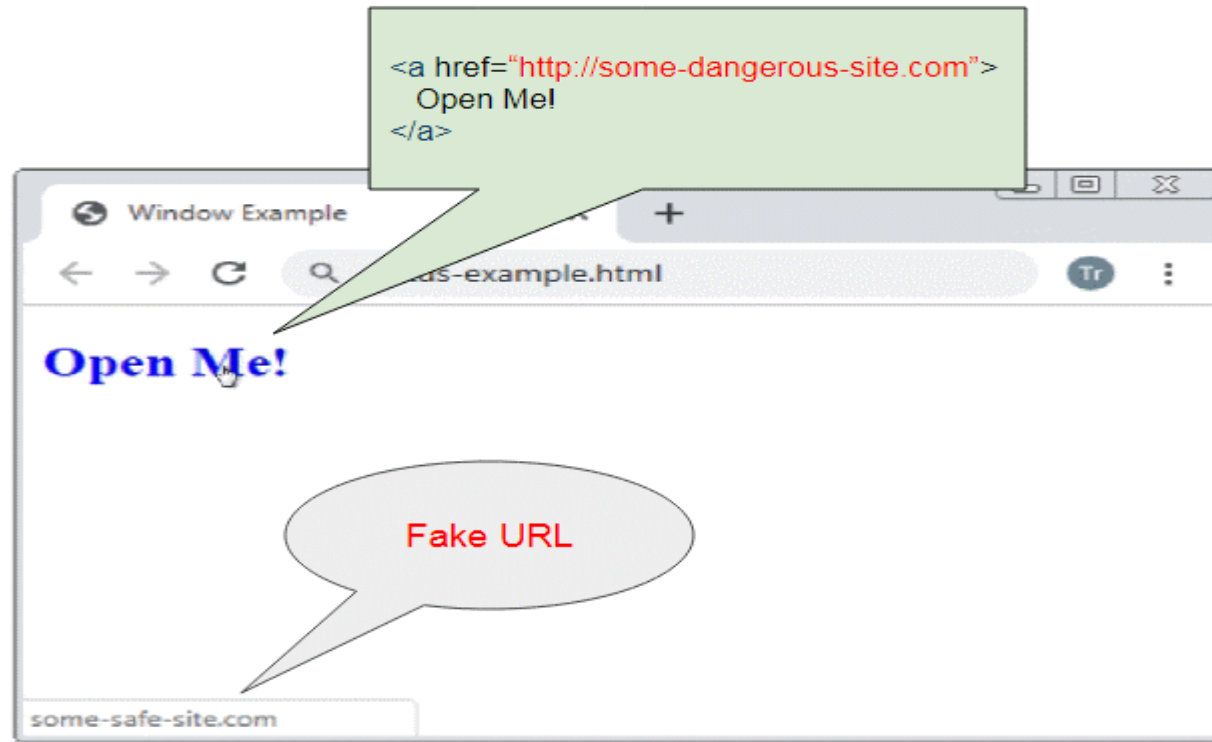 <a href=“http://some-dangerous-site.com”>
Open Me!
</a>
Window Example
-example.html
Tr
Open Me!
Fake URL
some-safe-site.com